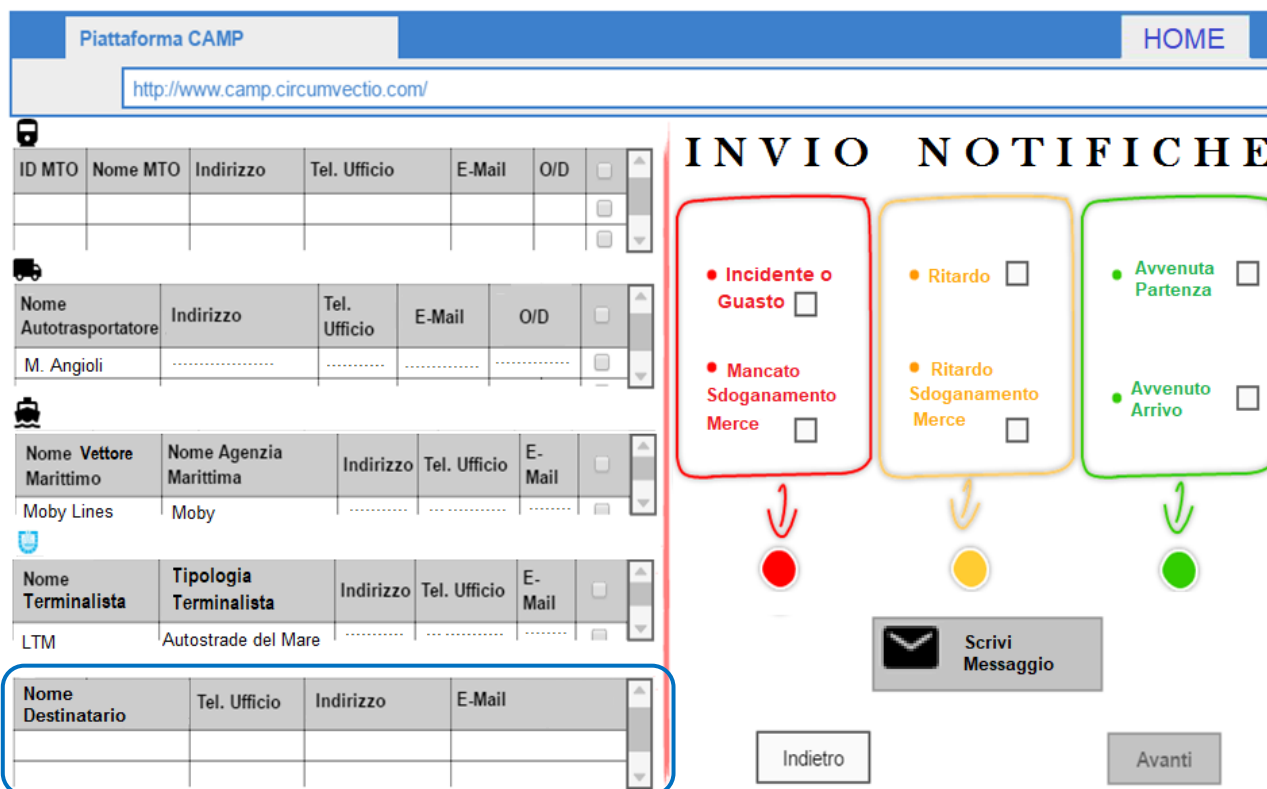 Piattaforma CAMP
HOME
http://www.camp.circumvectio.com/
ID MTO Nome MTO Indirizzo Tel. Ufficio E-Mail O/D
Nome
Autotrasportatore Indirizzo Tel.
Ufficio E-Mail O/D
M. Angioli
Nome Vettore
Marittimo Nome Agenzia
Marittima Indirizzo Tel. Ufficio E-
Mail
Moby Lines Moby
Nome
Terminalista Tipologia
Terminalista Indirizzo Tel. Ufficio E-
Mail
LTM Autostrade del Mare
Nome
Destinatario Tel. Ufficio Indirizzo E-Mail
INVIO NOTIFICHE
• Incidente o
Guasto
• Mancato
Sdoganamento
Merce
• Ritardo
• Ritardo
Sdoganamento
Merce
• Avvenuta
Partenza
• Avvenuto
Arrivo
Scrivi
Messaggio
Indietro
Avanti